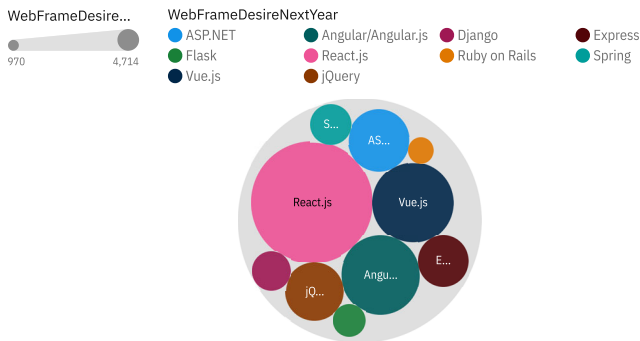 WebFrameDesire...
970
4,714
WebFrameDesireNextYear
ASP.NET
Angular/Angular.js
Django
Express
Flask
React.js
Ruby on Rails
Spring
Vue.js
jQuery
S...
AS...
React.js
Vue.js
E...
Angu...
jQ...